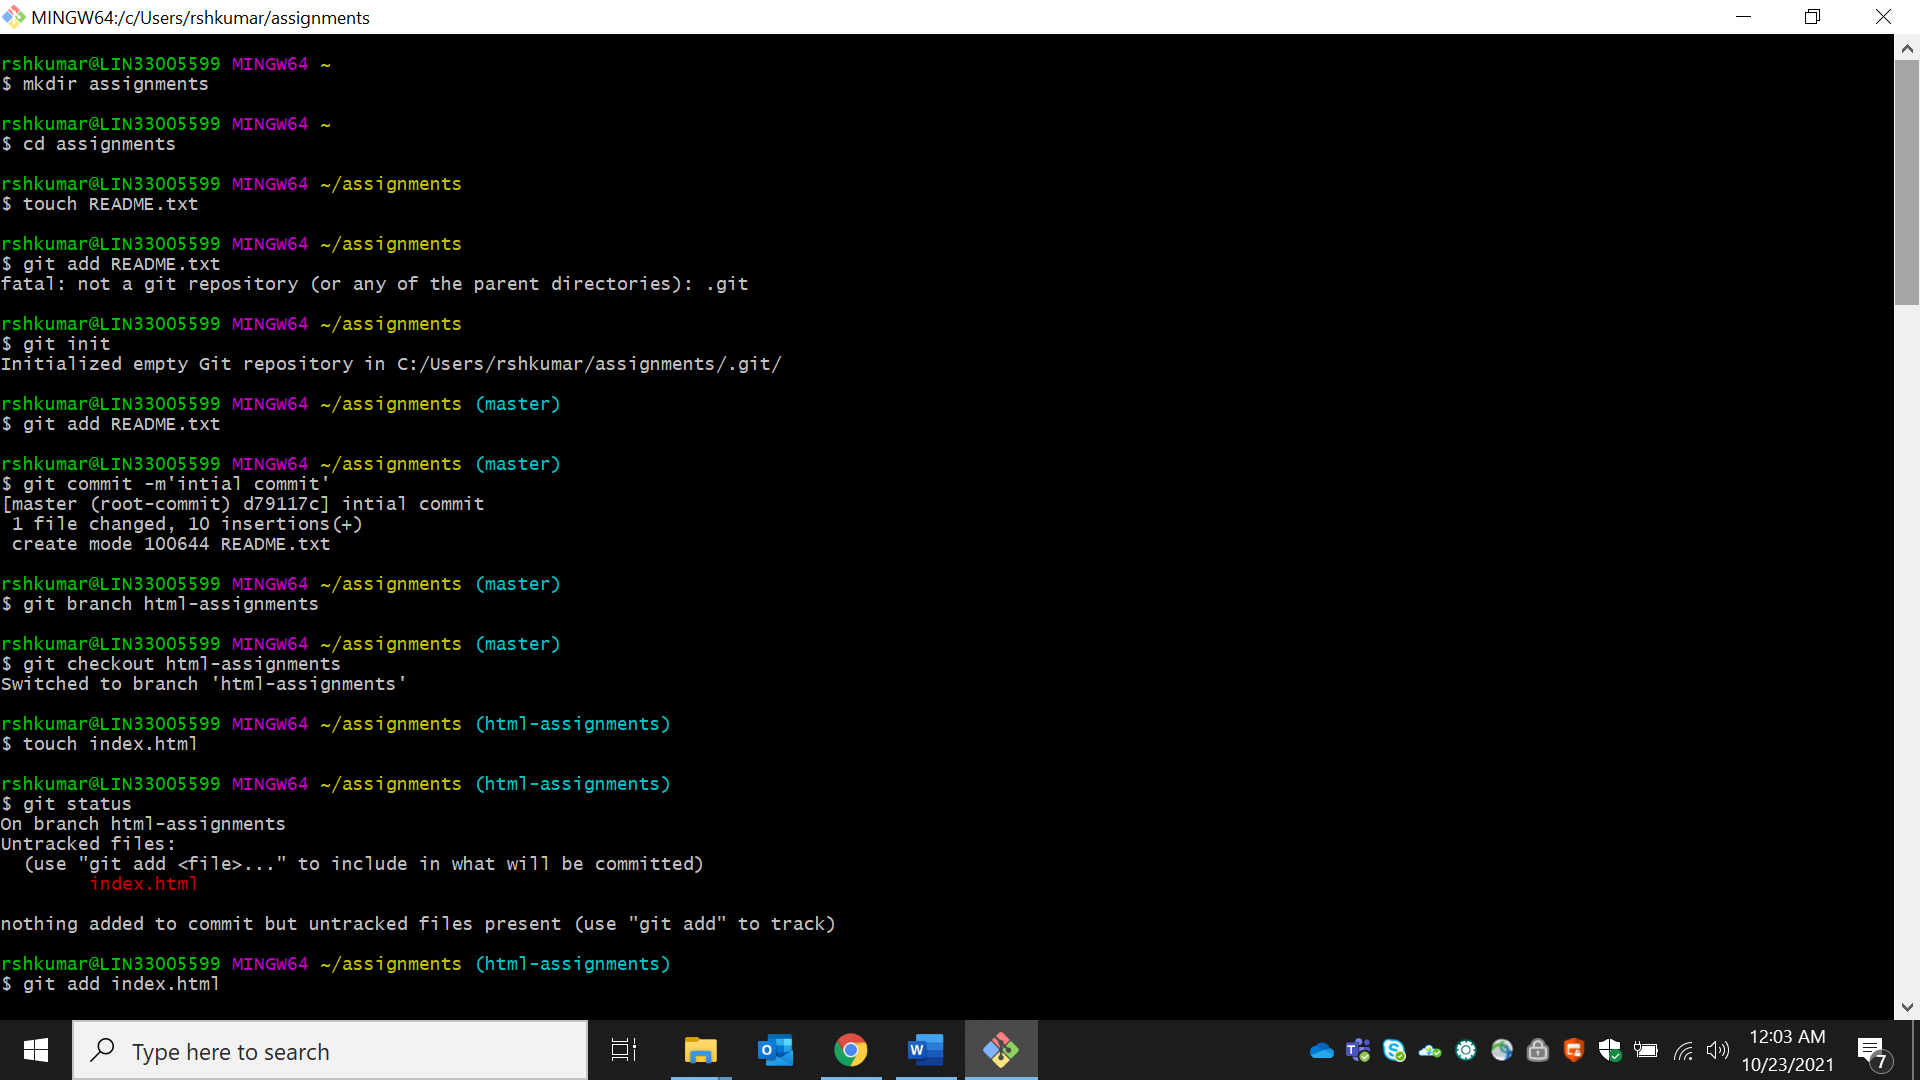 MINGW64:/c/Users/rshkumar/assignments
rshkumar@LIN33005599 MINGW64 ~
$ mkdir assignments
rshkumar@LIN33005599 MINGW64 ~
$ cd assignments
rshkumar@LIN33005599 MINGW64 ~/assignments
$ touch README.txt
rshkumar@LIN33005599 MINGW64 ~/assignments
$ git add README.txt
fatal: not a git repository (or any of the parent directories): .git
rshkumar@LIN33005599 MINGW64 ~/assignments
$ git init
Initialized empty Git repository in C:/Users/rshkumar/assignments/.git/
rshkumar@LIN33005599 MINGW64 ~/assignments (master)
$ git add README.txt
rshkumar@LIN33005599 MINGW64 ~/assignments (master)
$ git commit -m'intial commit'
[master (root-commit) d79117c] intial commit
 1 file changed, 10 insertions(+)
 create mode 100644 README.txt
rshkumar@LIN33005599 MINGW64 ~/assignments (master)
$ git branch html-assignments
rshkumar@LIN33005599 MINGW64 ~/assignments (master)
$ git checkout html-assignments
Switched to branch 'html-assignments'
rshkumar@LIN33005599 MINGW64 ~/assignments (html-assignments)
$ touch index.html
rshkumar@LIN33005599 MINGW64 ~/assignments (html-assignments)
$ git status
On branch html-assignments
Untracked files:
  (use "git add <file>..." to include in what will be committed)
        index.html
nothing added to commit but untracked files present (use "git add" to track)
rshkumar@LIN33005599 MINGW64 ~/assignments (html-assignments)
$ git add index.html
Type here to search
12:03 AM
10/23/2021
7